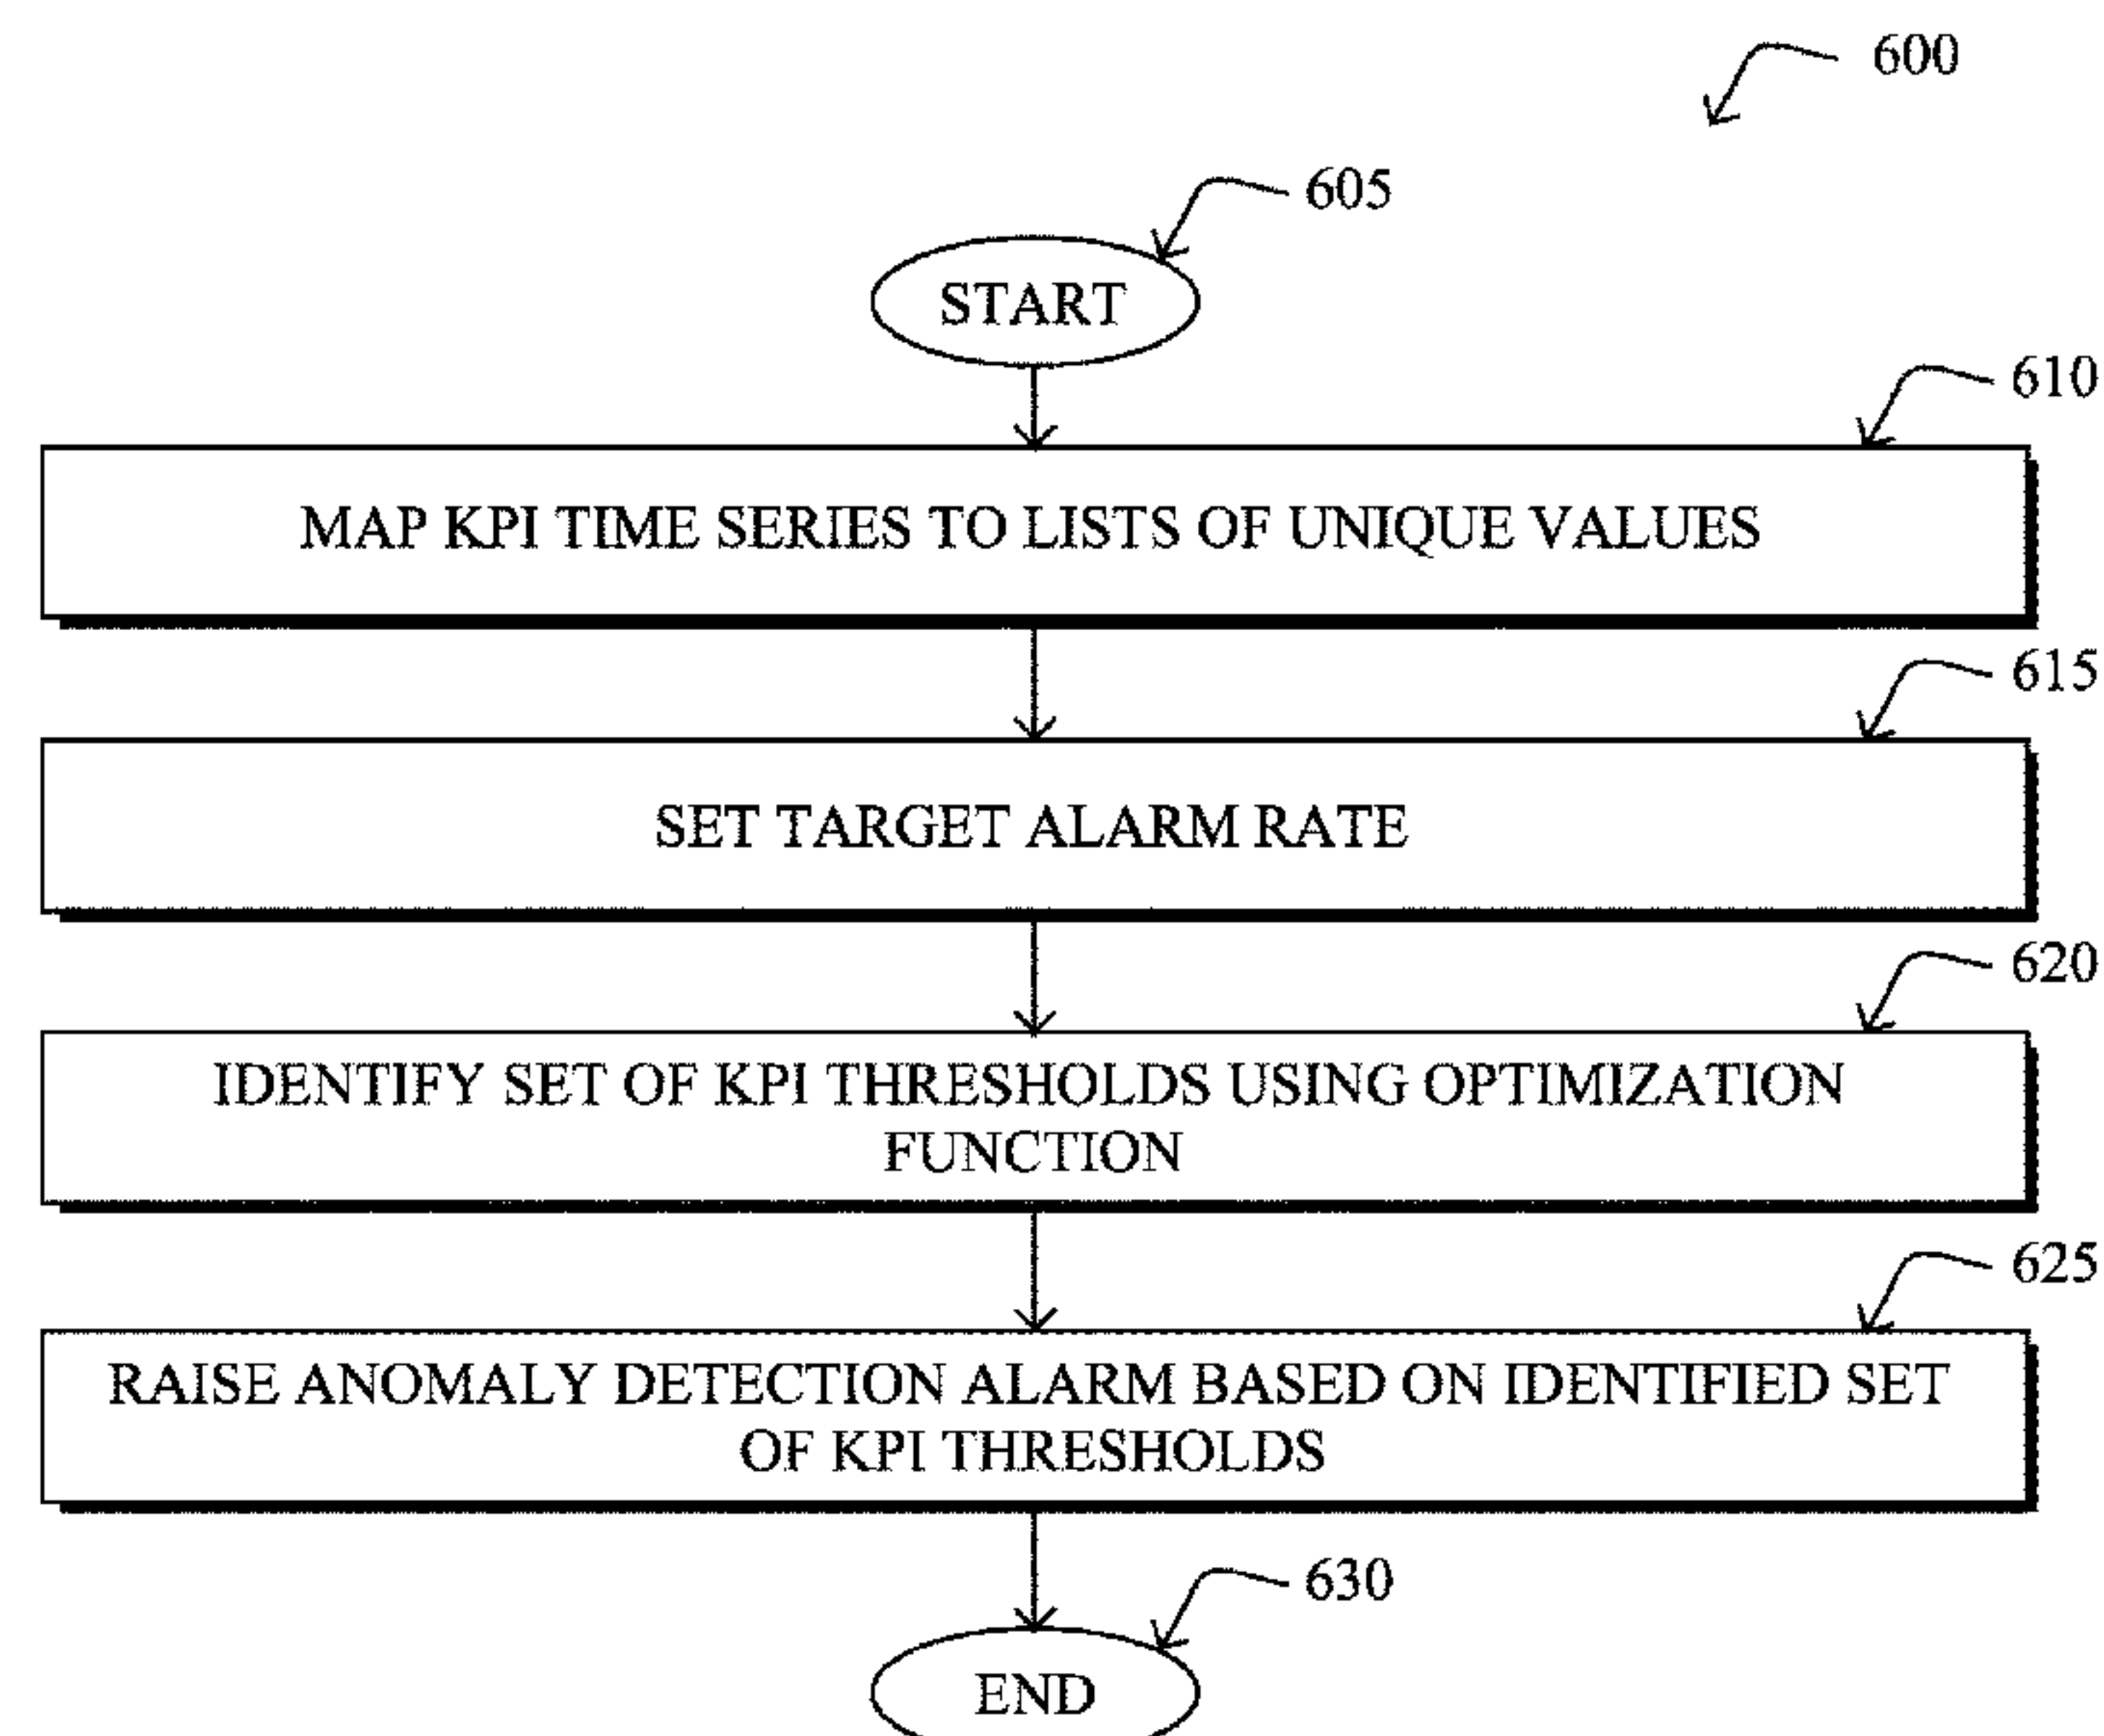 600
605
START
610
MAP KPI TIME SERIES TO LISTS OF UNIQUE VALUES
615
SET TARGET ALARM RATE
620
IDENTIFY SET OF KPI THRESHOLDS USING OPTIMIZATION
FUNCTION
625
RAISE ANOMALY DETECTION ALARM BASED ON IDENTIFIED SET
OF KPI THRESHOLDS
630
END